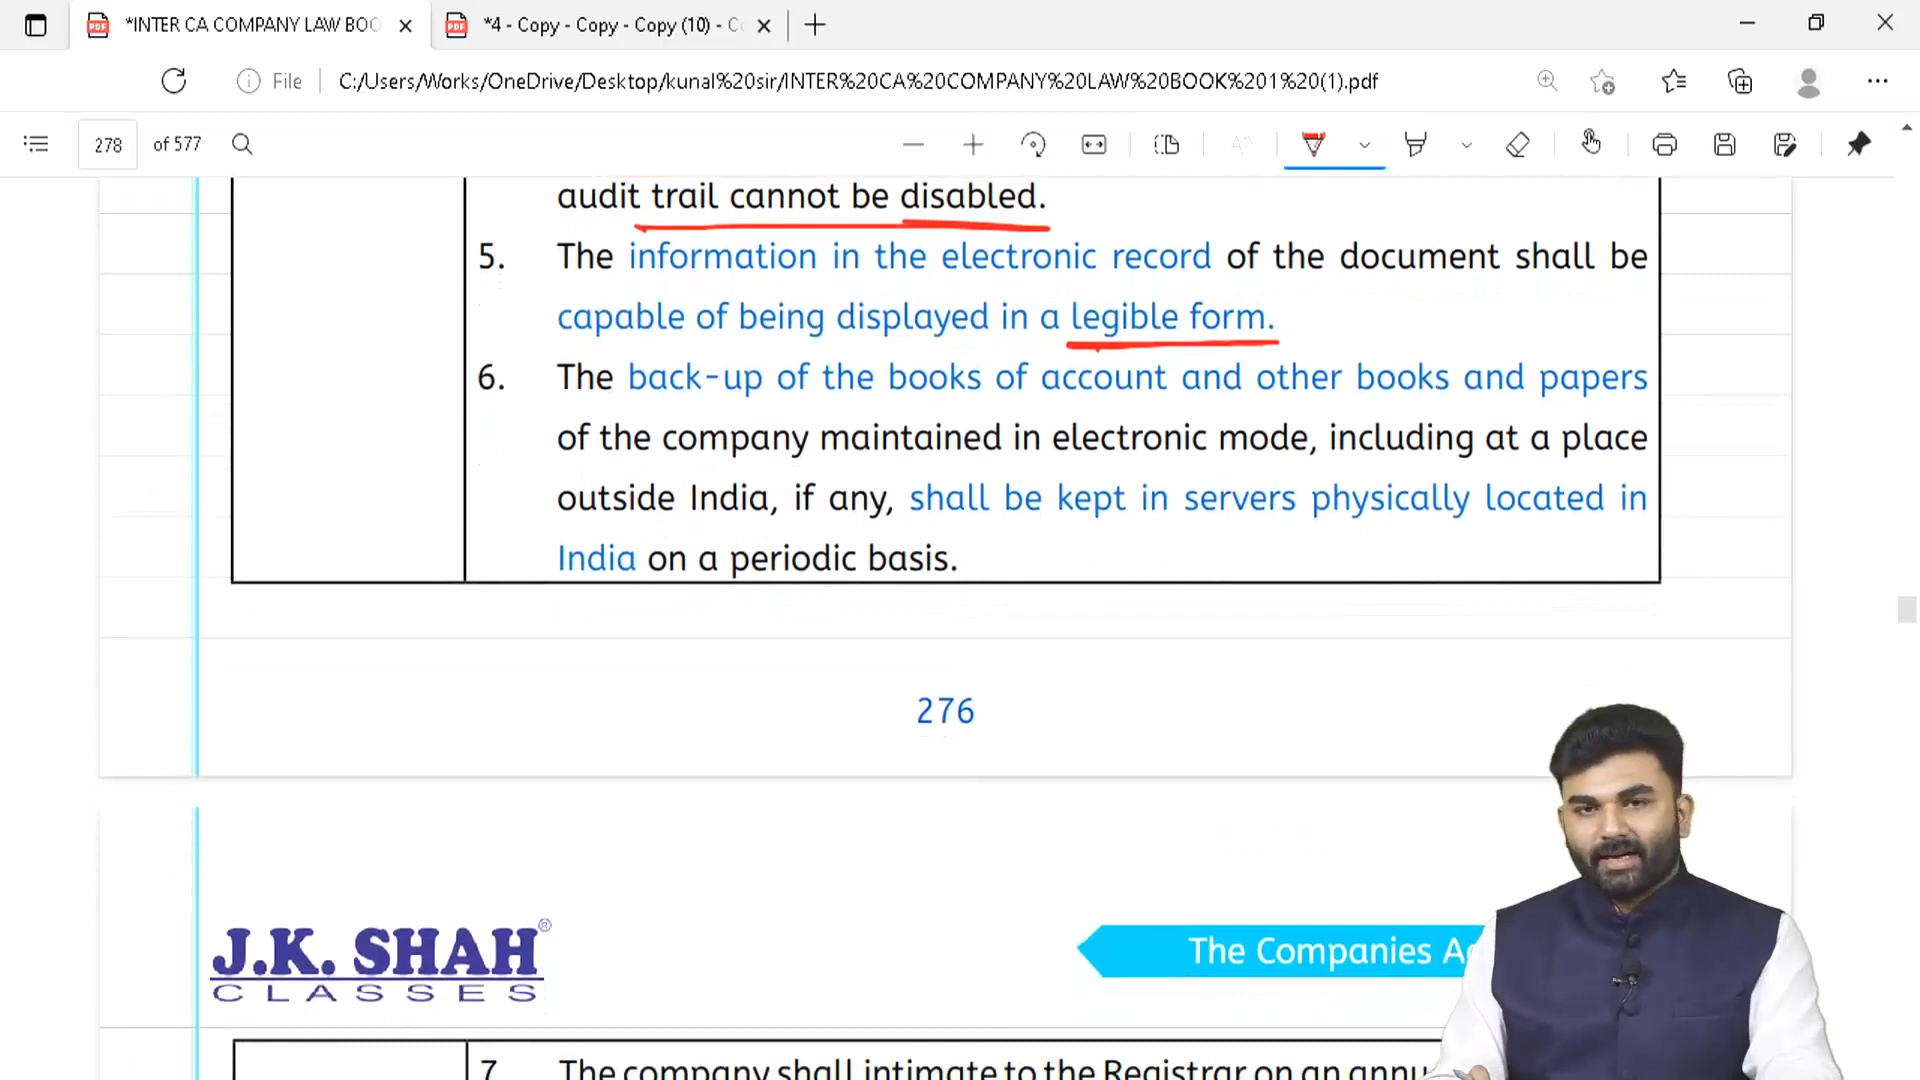 *INTER CA COMPANY LAW BOO
*4 - Copy - Copy - Copy (10) - C
File
C:/Users/Works/OneDrive/Desktop/kunal%20sir/INTER%20CA%20COMPANY%20LAW%20BOOK%201%20(1).pdf
278 of 577
audit trail cannot be disabled.
5. The information in the electronic record of the document shall be
capable of being displayed in a legible form.
6. The back-up of the books of account and other books and papers
of the company maintained in electronic mode, including at a place
outside India, if any, shall be kept in servers physically located in
India on a periodic basis.
276
J.K. SHAH®
CLASSES
The Companies A
7. The company shall intimate to the Registrar on an annu